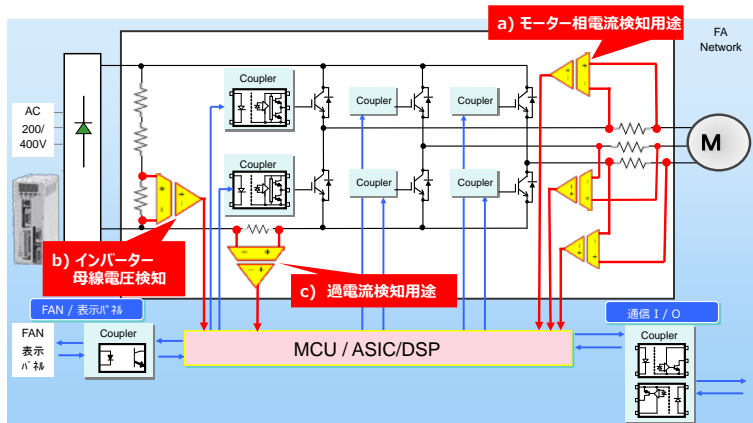 a) モーター相電流検知用途
FA
Network
Coupler
Coupler
Coupler
AC
200/
400V
M
Coupler
Coupler
Coupler
b) インバーター
母線電圧検知
c) 過電流検知用途
FAN / 表示ﾊﾟﾈﾙ
通信 I / O
FAN
表示
ﾊﾟﾈﾙ
Coupler
MCU / ASIC/DSP
Coupler